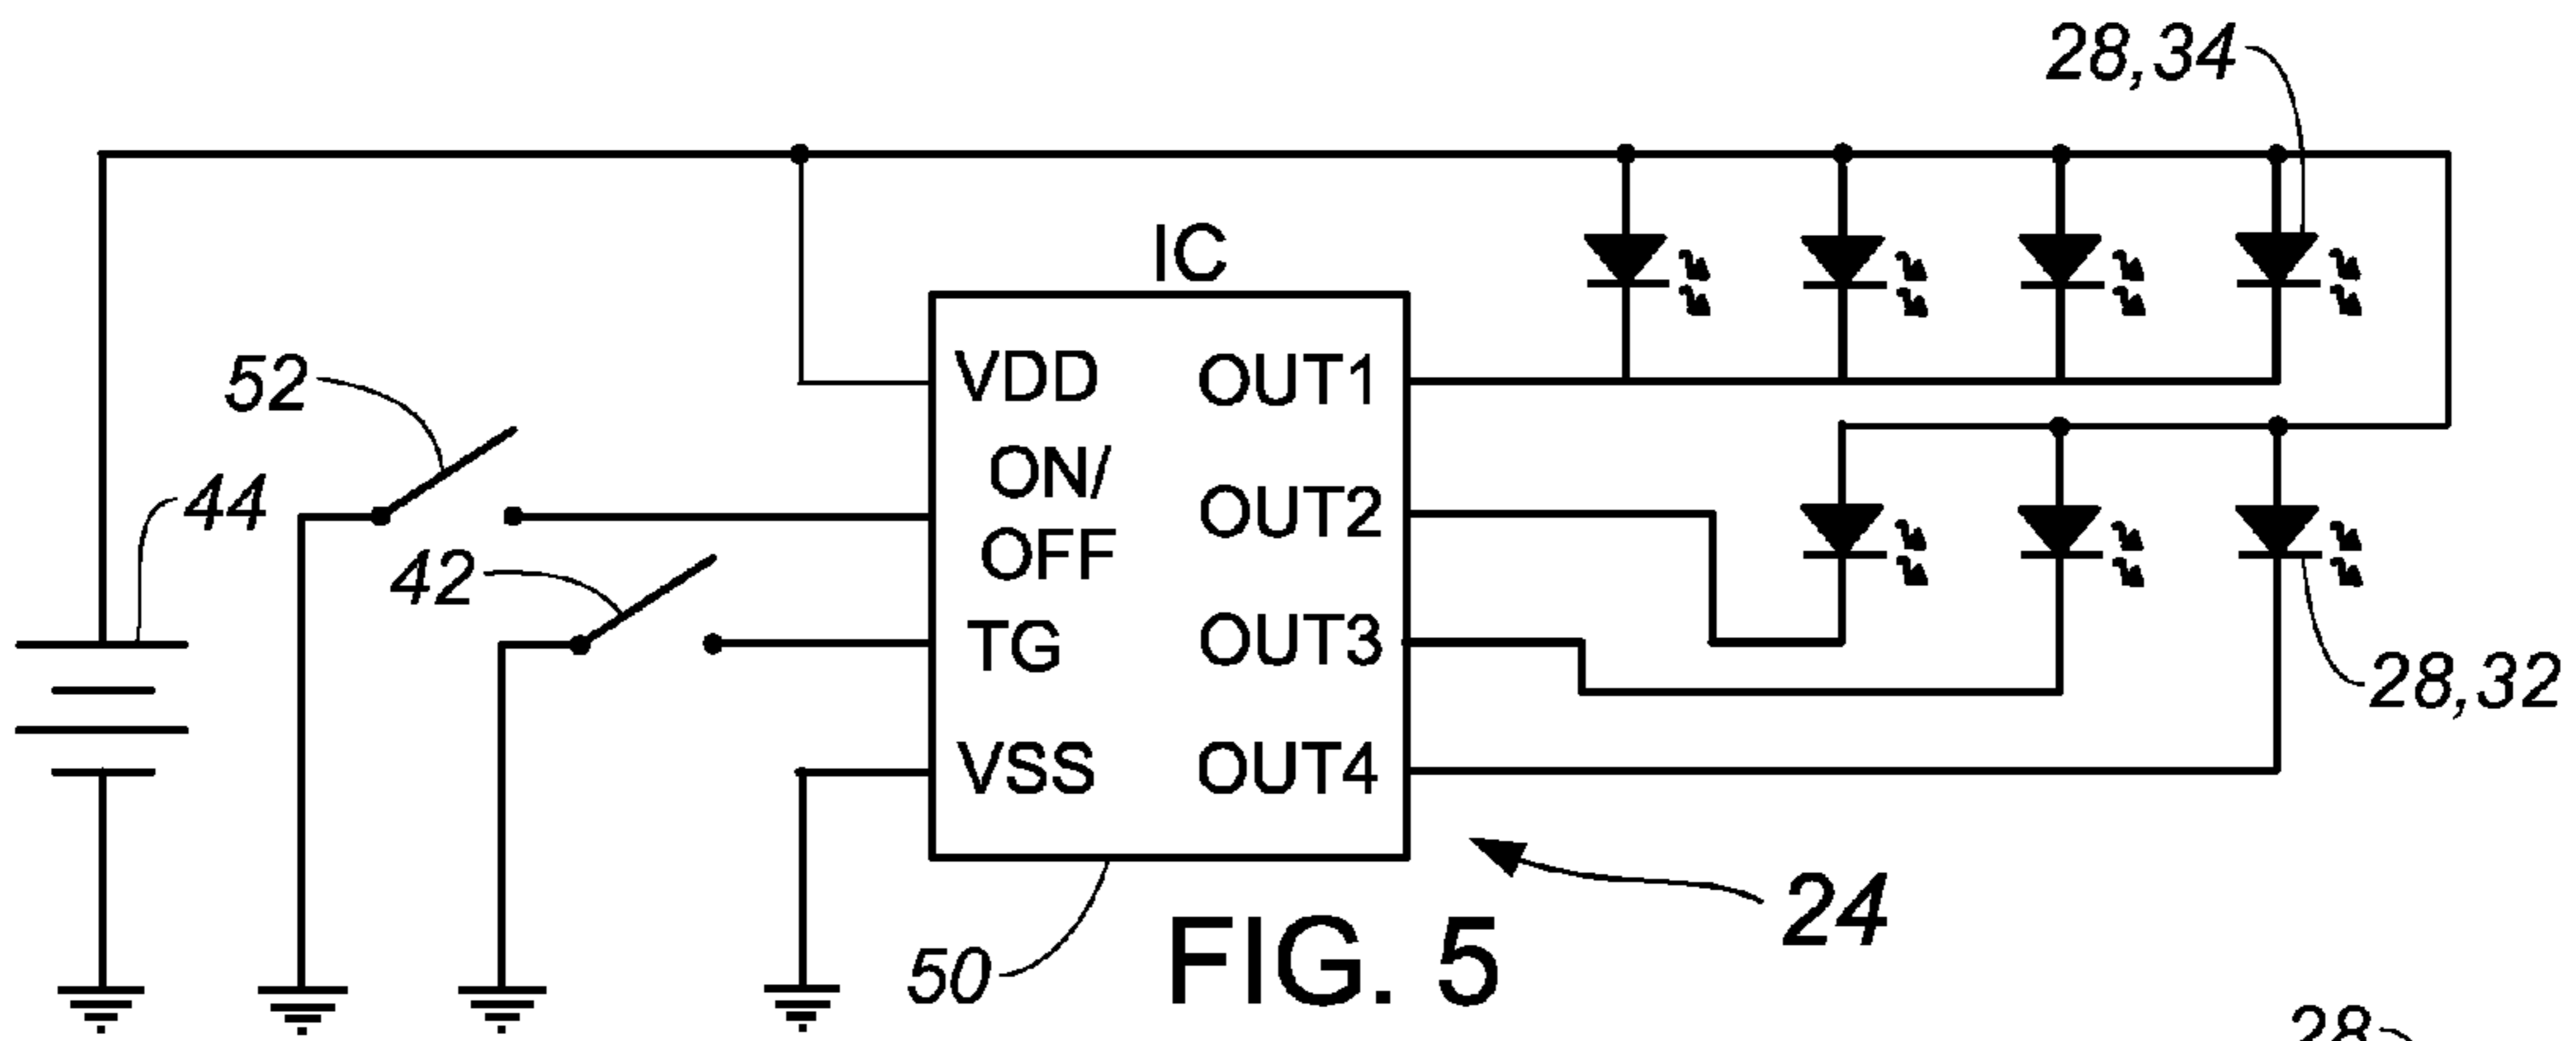 28,34
IC
52
VDD
OUT1
44
ON/
OFF
OUT2
42
TG
OUT3
28,32
VSS
OUT4
24
50
FIG. 5
28